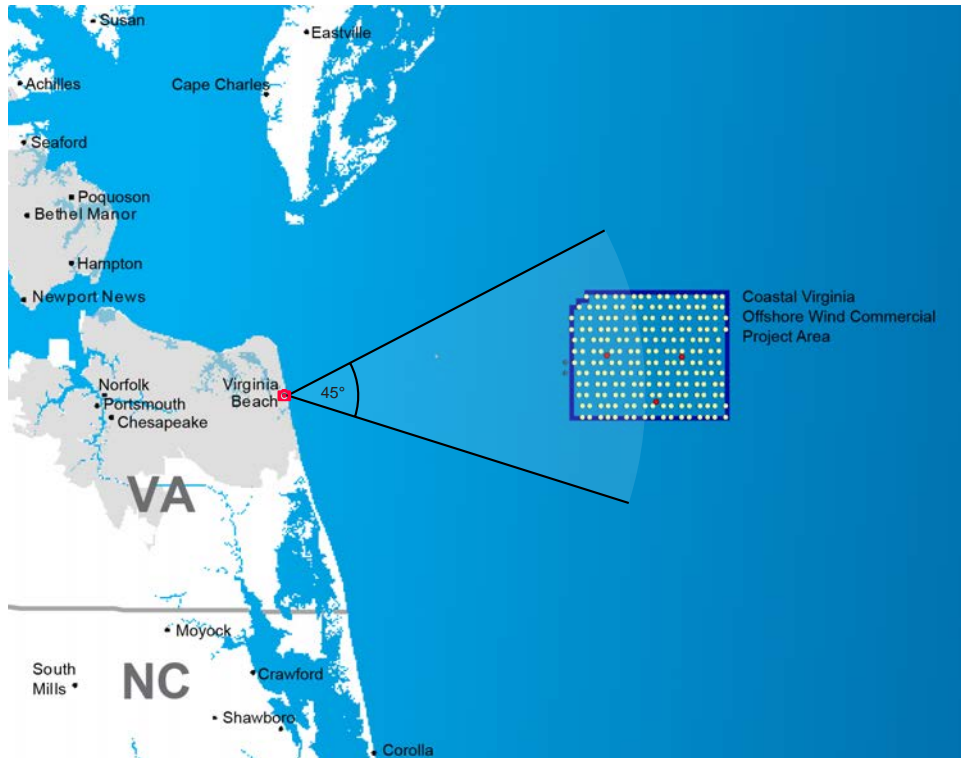 Susan
Eastville
Achilles
Cape Charles
Seaford
Poquoson
Bethel Manor
Hampton
Newport News
Coastal Virginia
Offshore Wind Commercial
Project Area
Norfolk
Portsmouth
Chesapeake
Virginia
Beach
C
45°
VA
Moyock
NC
South
Mills
Crawford
Shawboro
Corolla